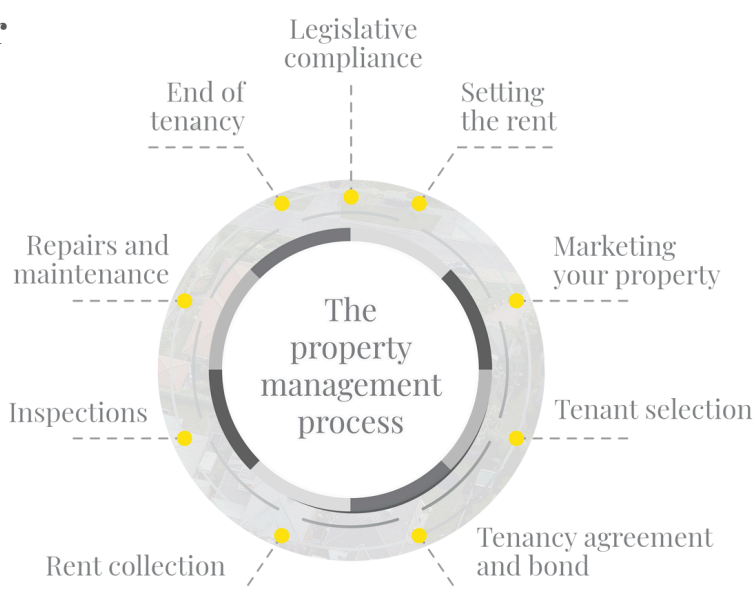 Legislative
compliance
End of
tenancy
Setting
the rent
Repairs and
maintenance
Marketing
your property
The
property
management
process
Inspections
Tenant selection
Rent collection
Tenancy agreement
and bond